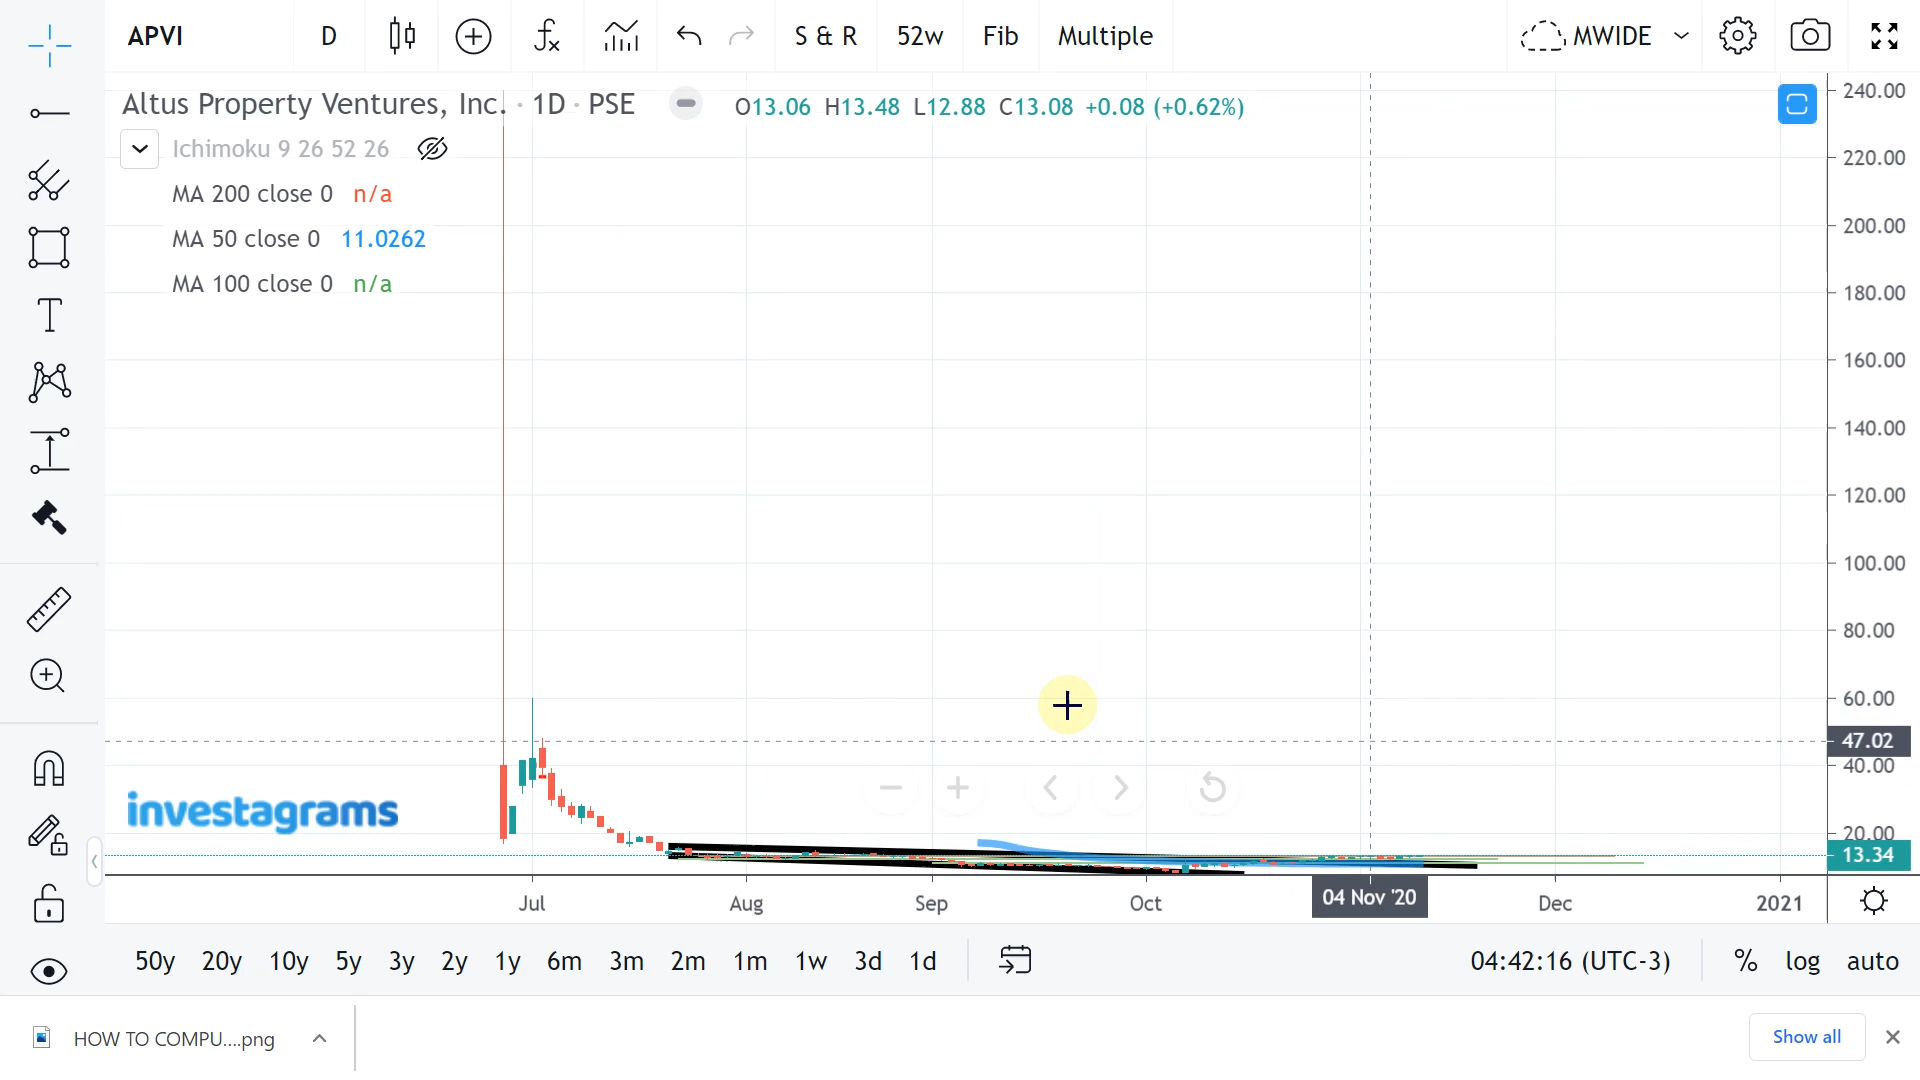 APVI D S & R 52w Fib Multiple MWIDE
Altus Property Ventures, Inc. · 1D · PSE O13.06 H13.48 L12.88 C13.08 +0.08 (+0.62%)
Ichimoku 9 26 52 26
MA 200 close 0 n/a
MA 50 close 0 11.0262
MA 100 close 0 n/a
240.00
220.00
200.00
180.00
160.00
140.00
120.00
100.00
80.00
60.00
47.02
40.00
20.00
13.34
investagrams
Jul Aug Sep Oct 04 Nov '20 Dec 2021
50y 20y 10y 5y 3y 2y 1y 6m 3m 2m 1m 1w 3d 1d 04:42:16 (UTC-3) % log auto
HOW TO COMPU....png Show all